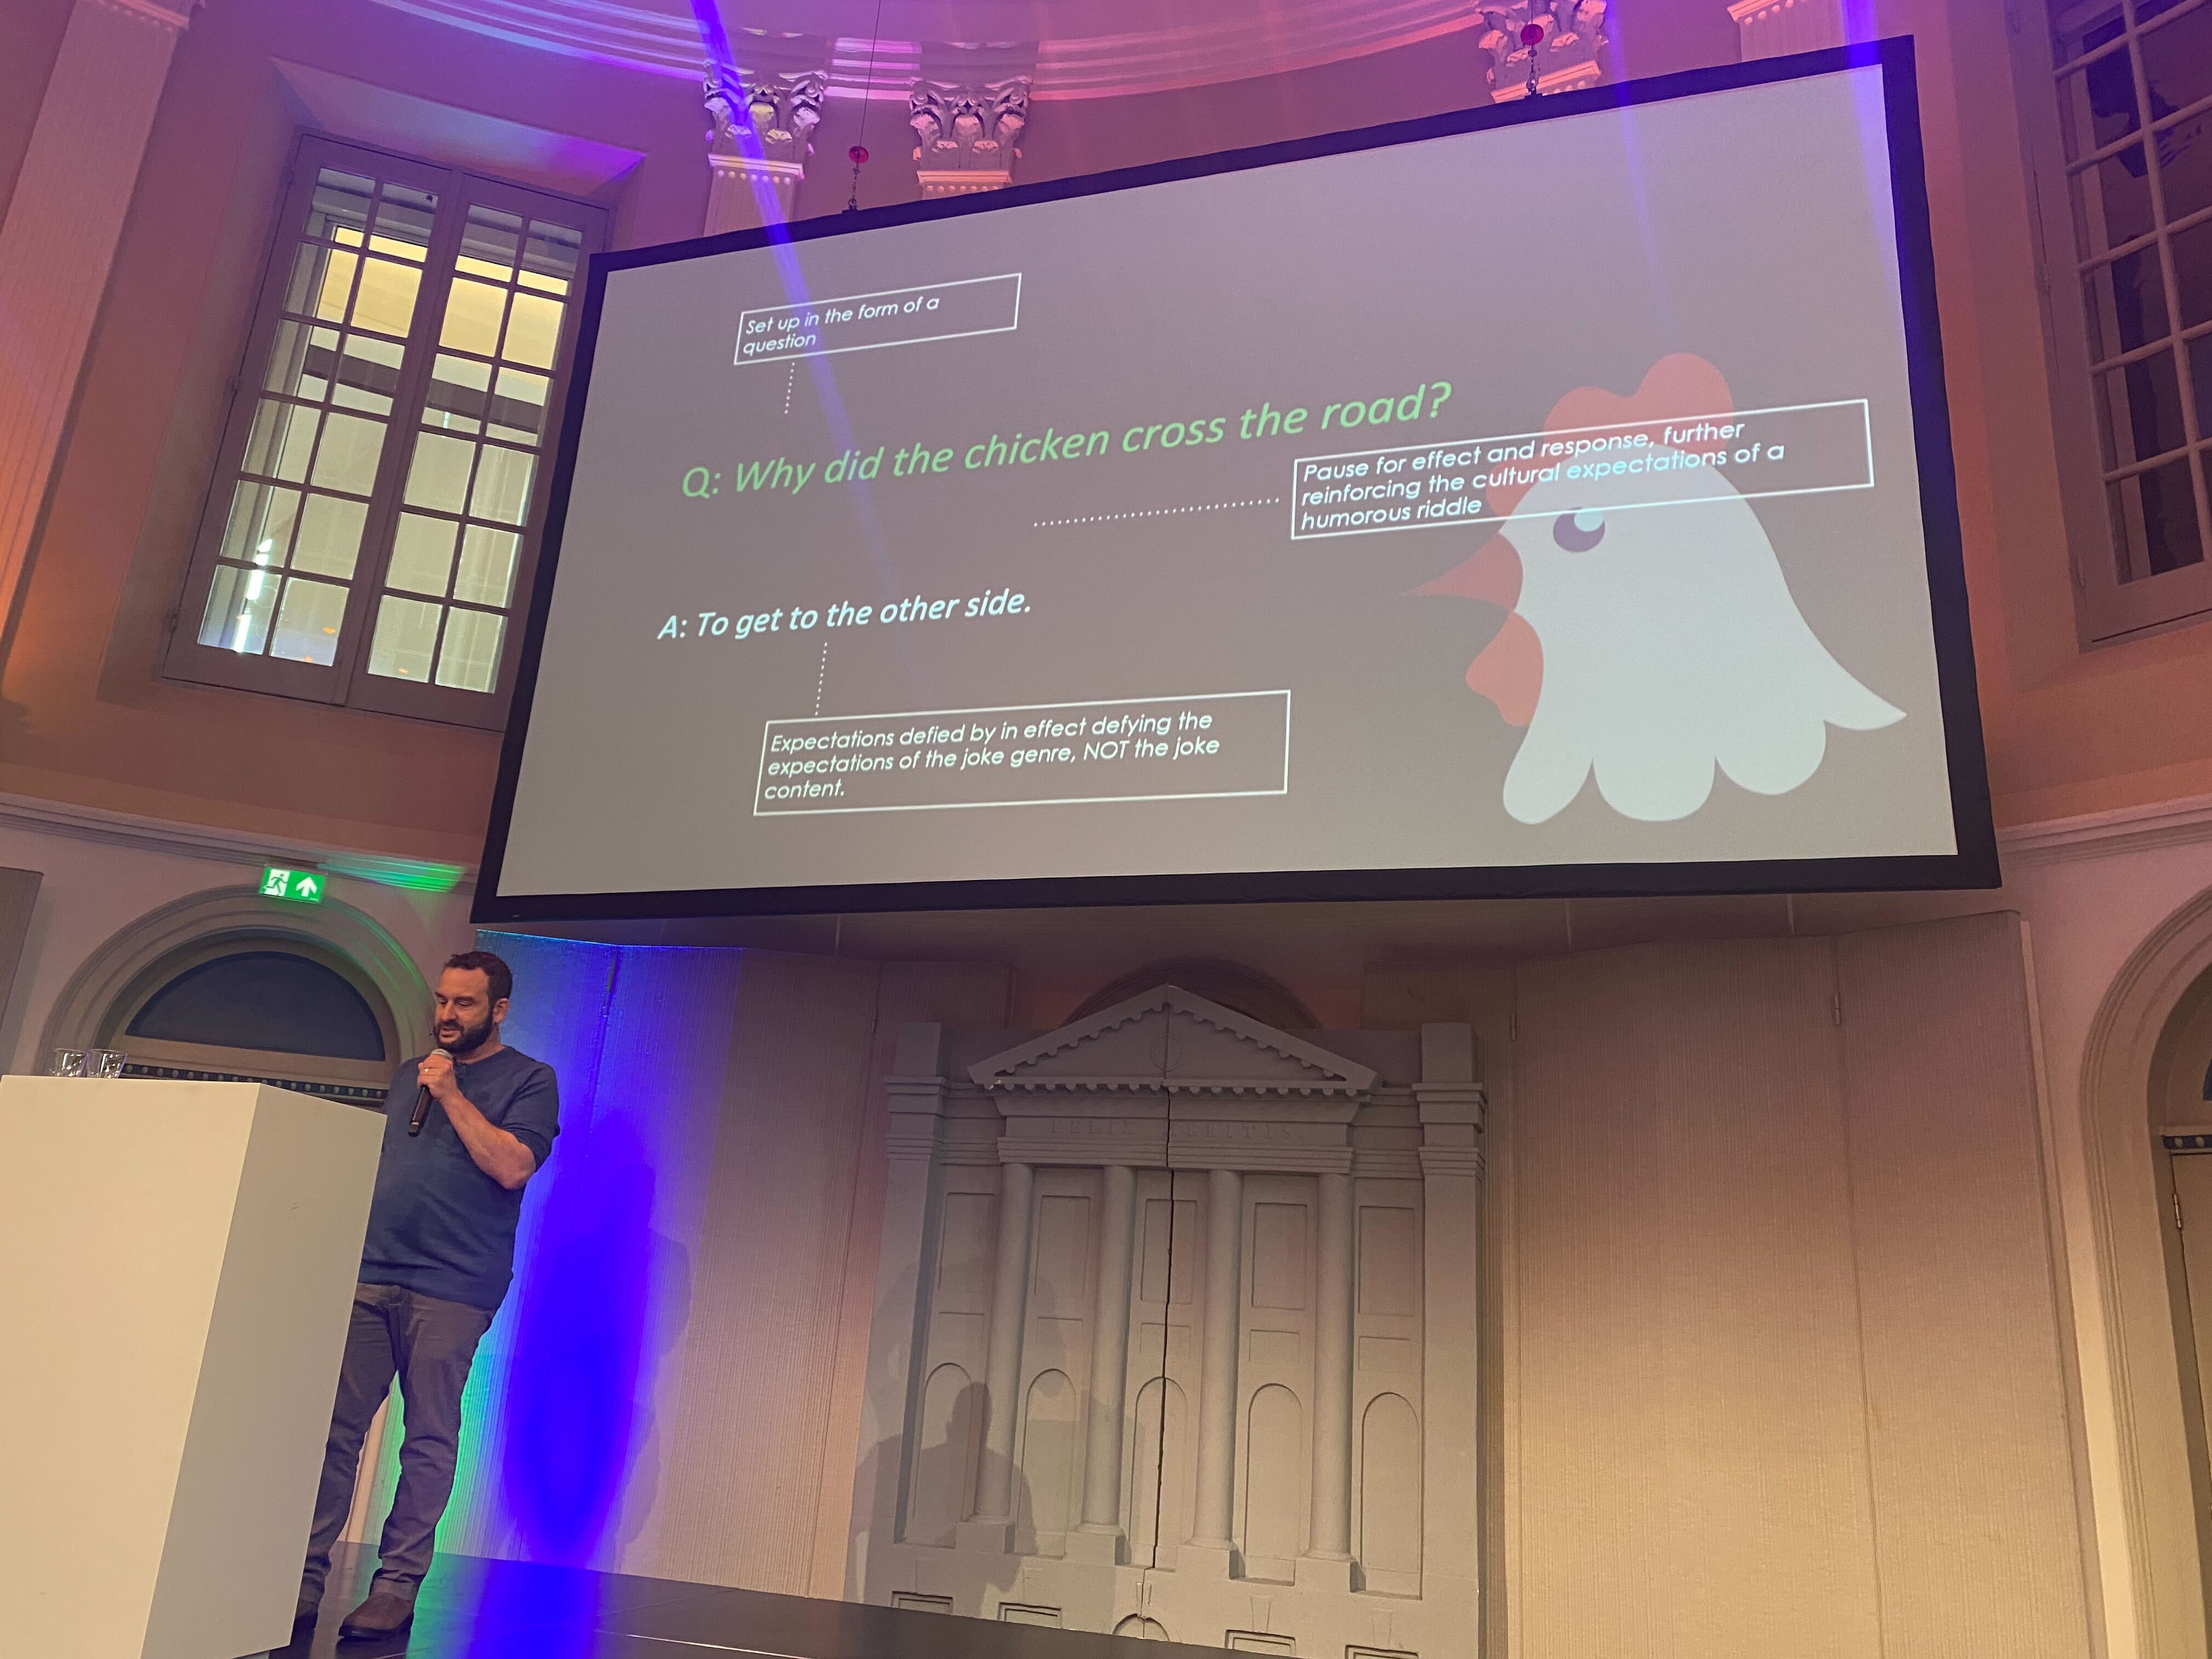 Set up in the form of a
question
Q: Why did the chicken cross the road?
Pause for effect and response, further
reinforcing the cultural expectations of a
humorous riddle
A: To get to the other side.
Expectations defied by in effect defying the
expectations of the joke genre, NOT the joke
content.